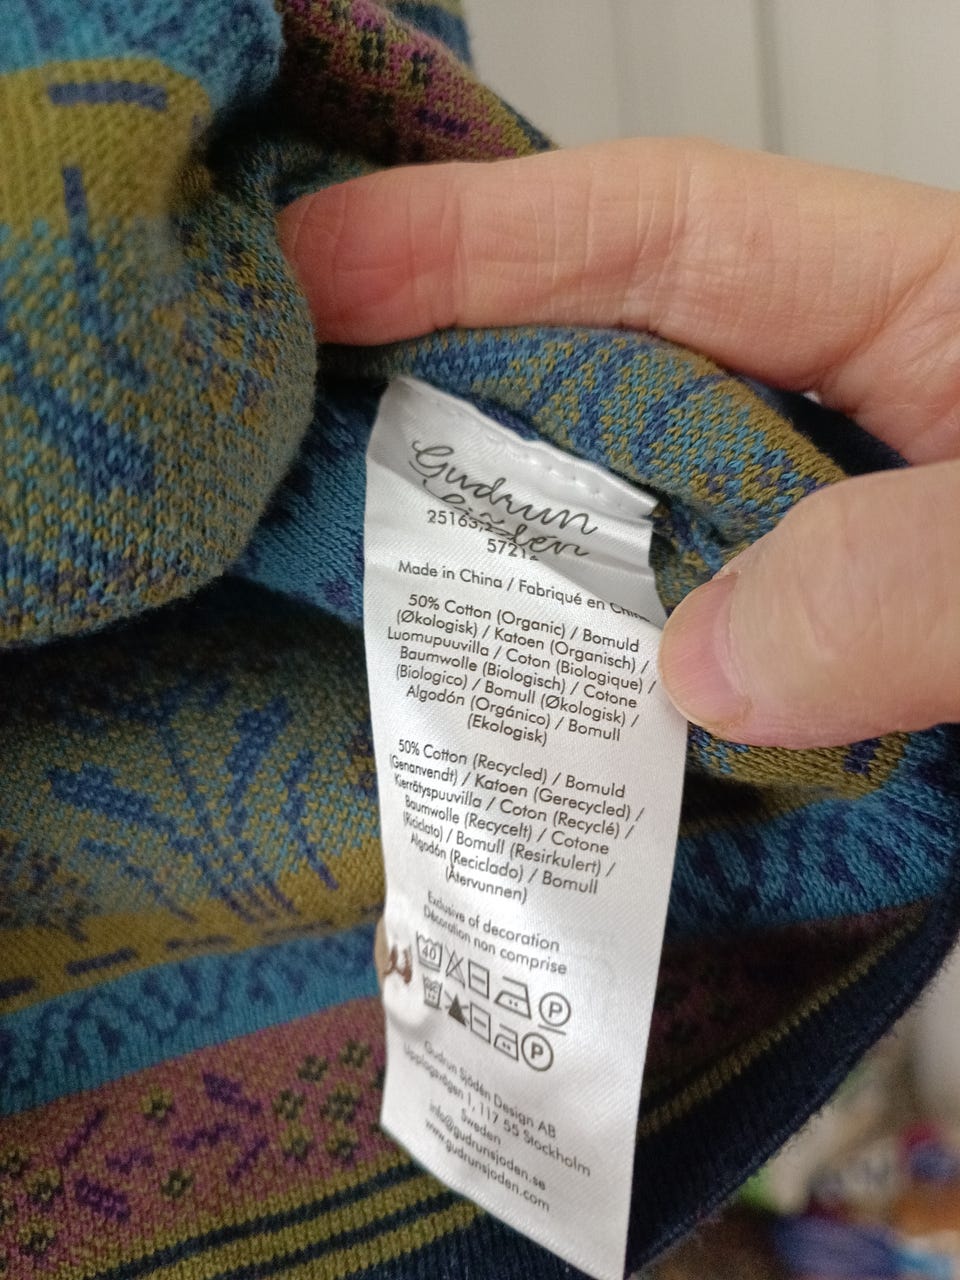 Gudrun
Sjödén
Made in China / Fabriqué en
50% Cotton (Organic) / Bomuld
(Økologisk) / Katoen (Organisch) /
Luomupuuvilla / Coton (Biologique) /
Baumwolle (Biologisch) / Cotone
(Biologico) / Bomull (Økologisk) /
Algodón (Orgánico) / Bomull
(Ekologisk)
50% Cotton (Recycled) / Bomuld
(Genanvendt) / Katoen (Gerecycled) /
Kierrätyspuuvilla / Coton (Recyclé) /
Baumwolle (Recycelt) / Cotone
(Riciclato) / Bomull (Resirkulert) /
Algodón (Reciclado) / Bomull
(Återvunnen)
Exclusive of decoration
Décoration non comprise
40 P
P
Gudrun Sjödén Design AB
Upplagsvägen 1, 117 55 Stockholm
Sweden
info@gudrunsjoden.se
www.gudrunsjoden.com